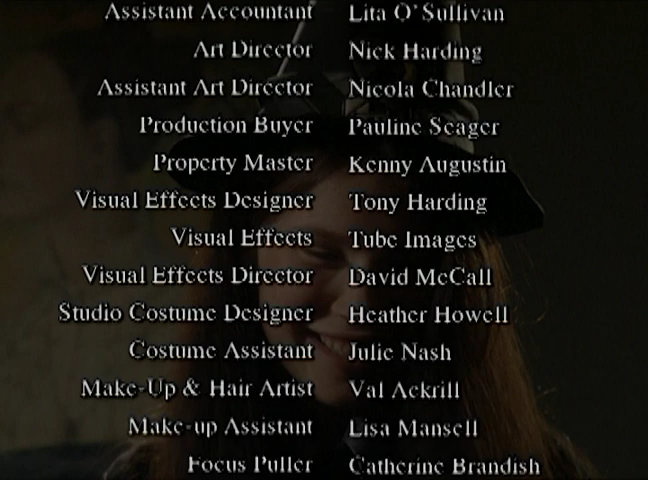 Assistant Accountant Lita O'Sullivan
Art Director Nick Harding
Assistant Art Director Nicola Chandler
Production Buyer Pauline Seager
Property Master Kenny Augustin
Visual Effects Designer Tony Harding
Visual Effects Tube Images
Visual Effects Director David McCall
Studio Costume Designer Heather Howell
Costume Assistant Julie Nash
Make-Up & Hair Artist Val Ackrill
Make-up Assistant Lisa Mansell
Focus Puller Catherine Brandish